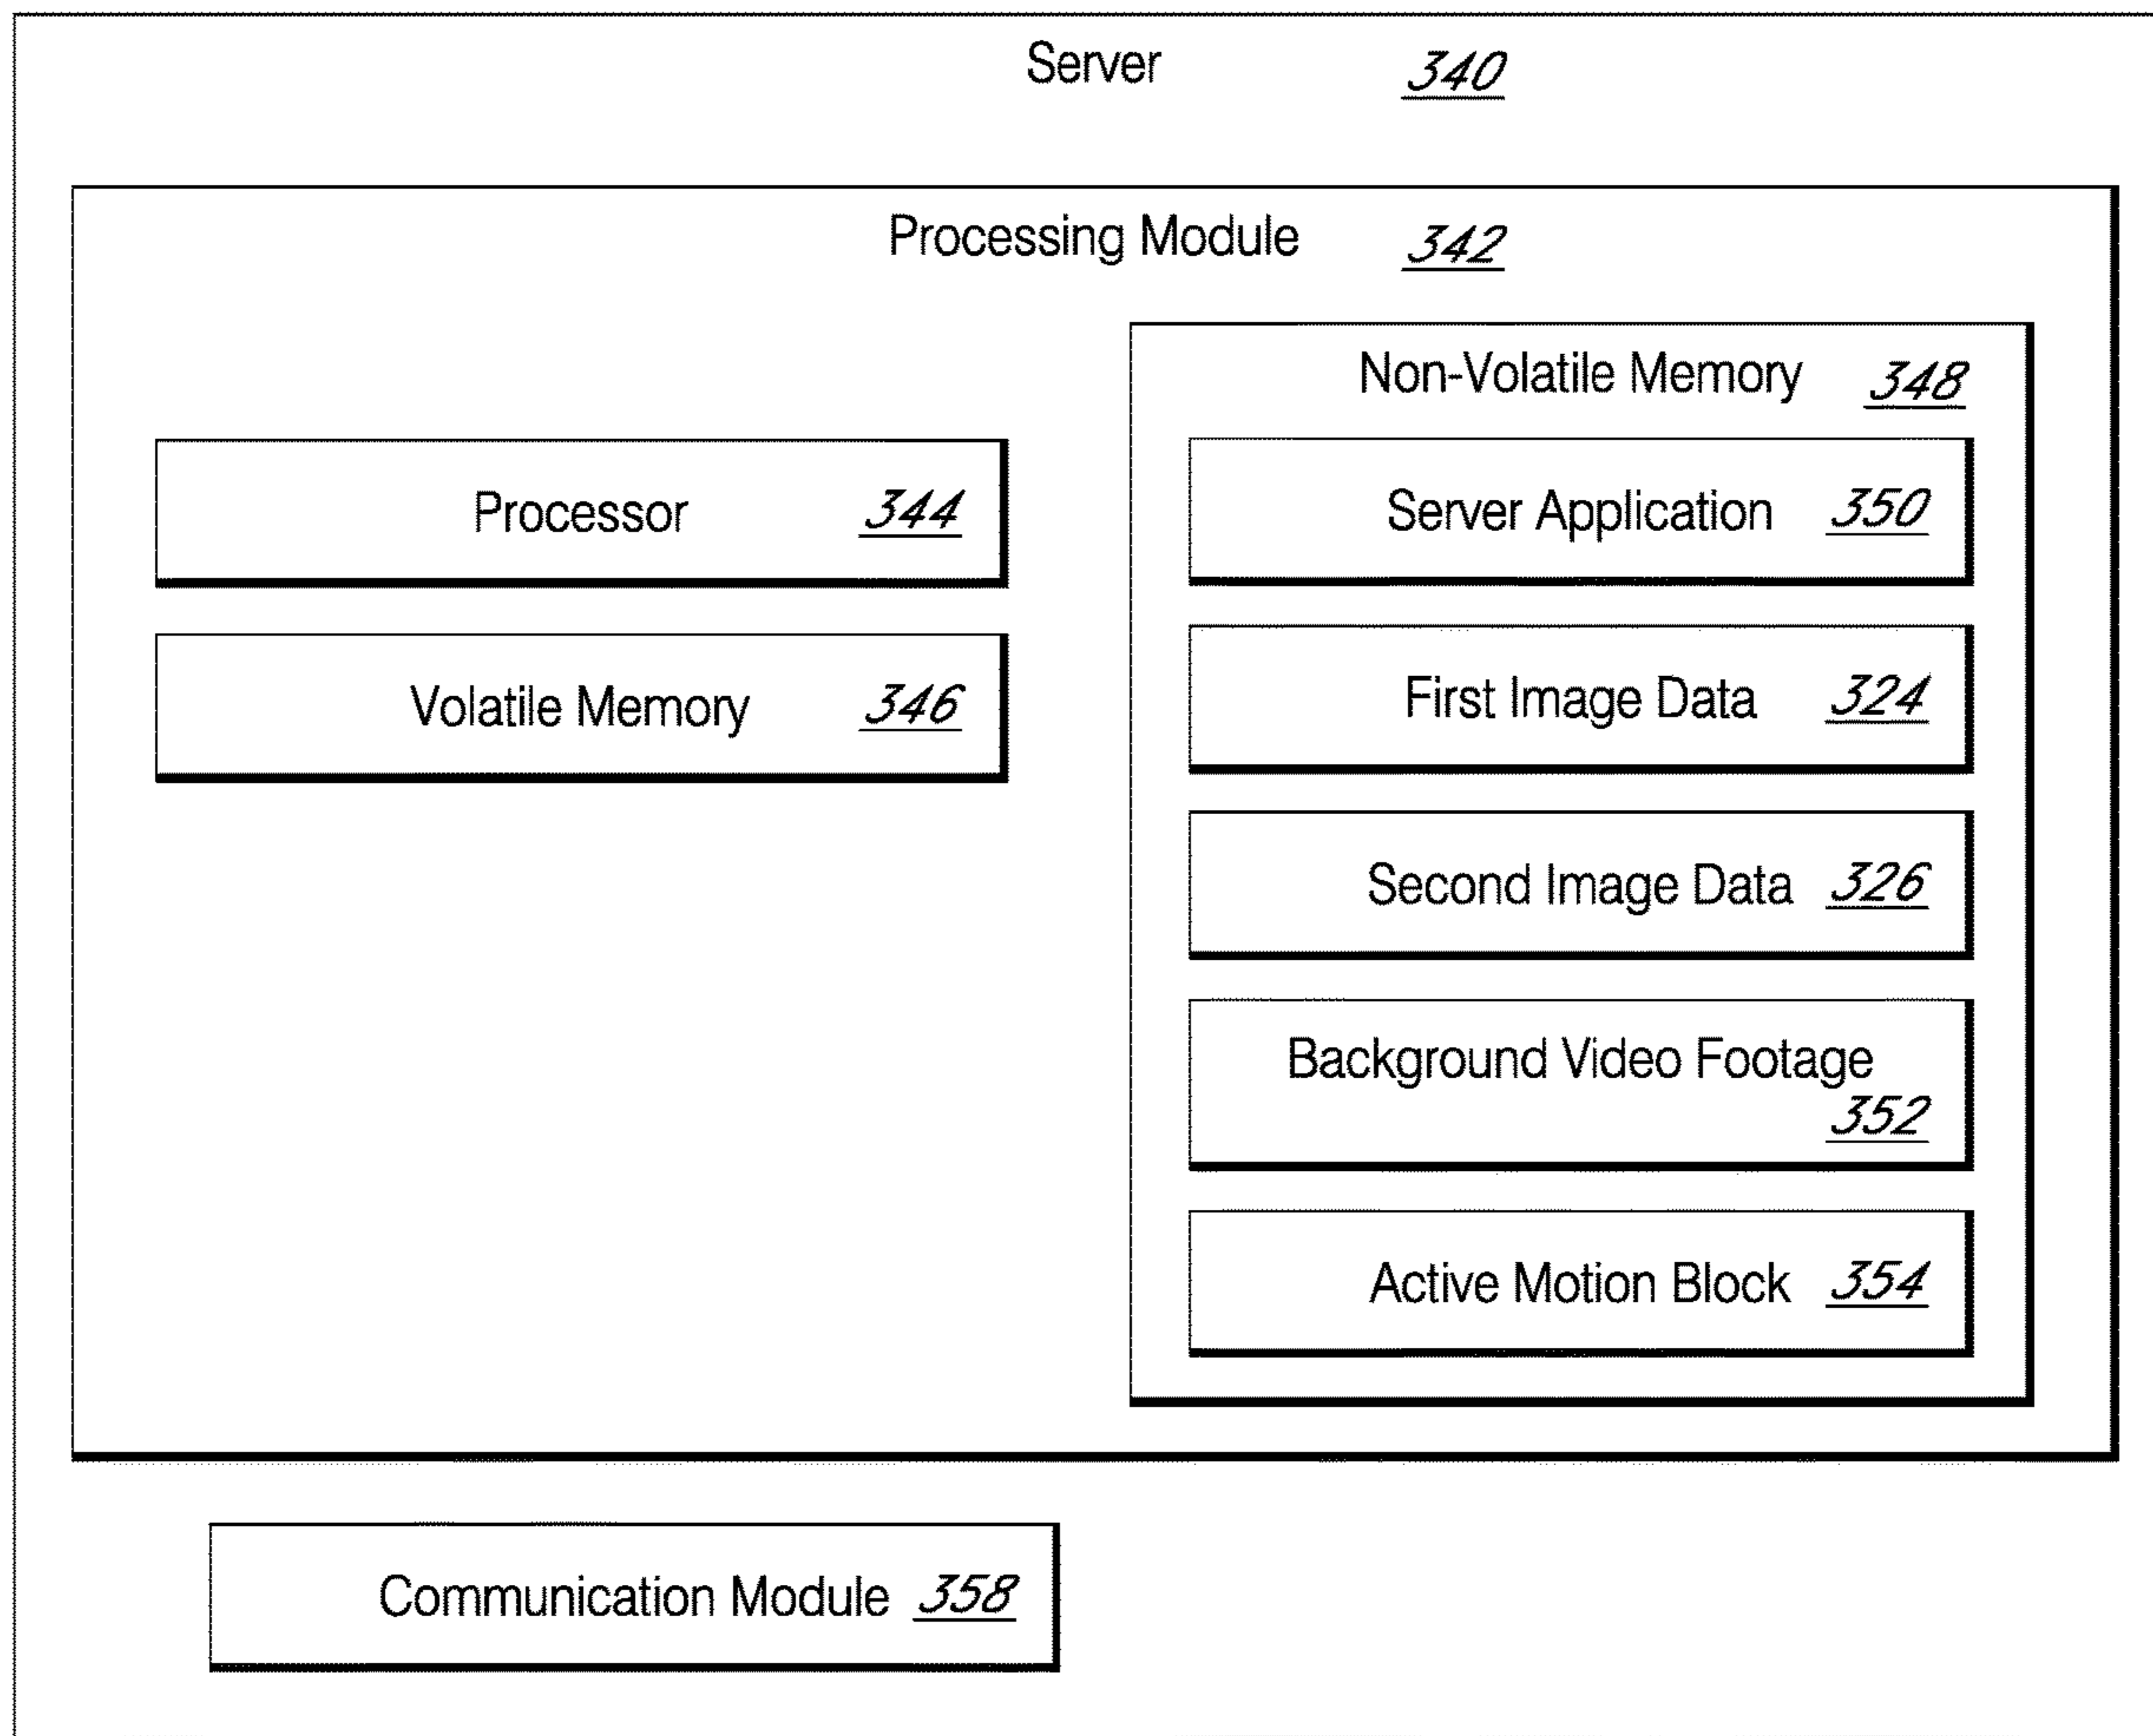 Server 340
Processing Module 342
Non-Volatile Memory 348
Processor 344
Volatile Memory 346
Server Application 350
First Image Data 324
Second Image Data 326
Background Video Footage
352
Active Motion Block 354
Communication Module 358